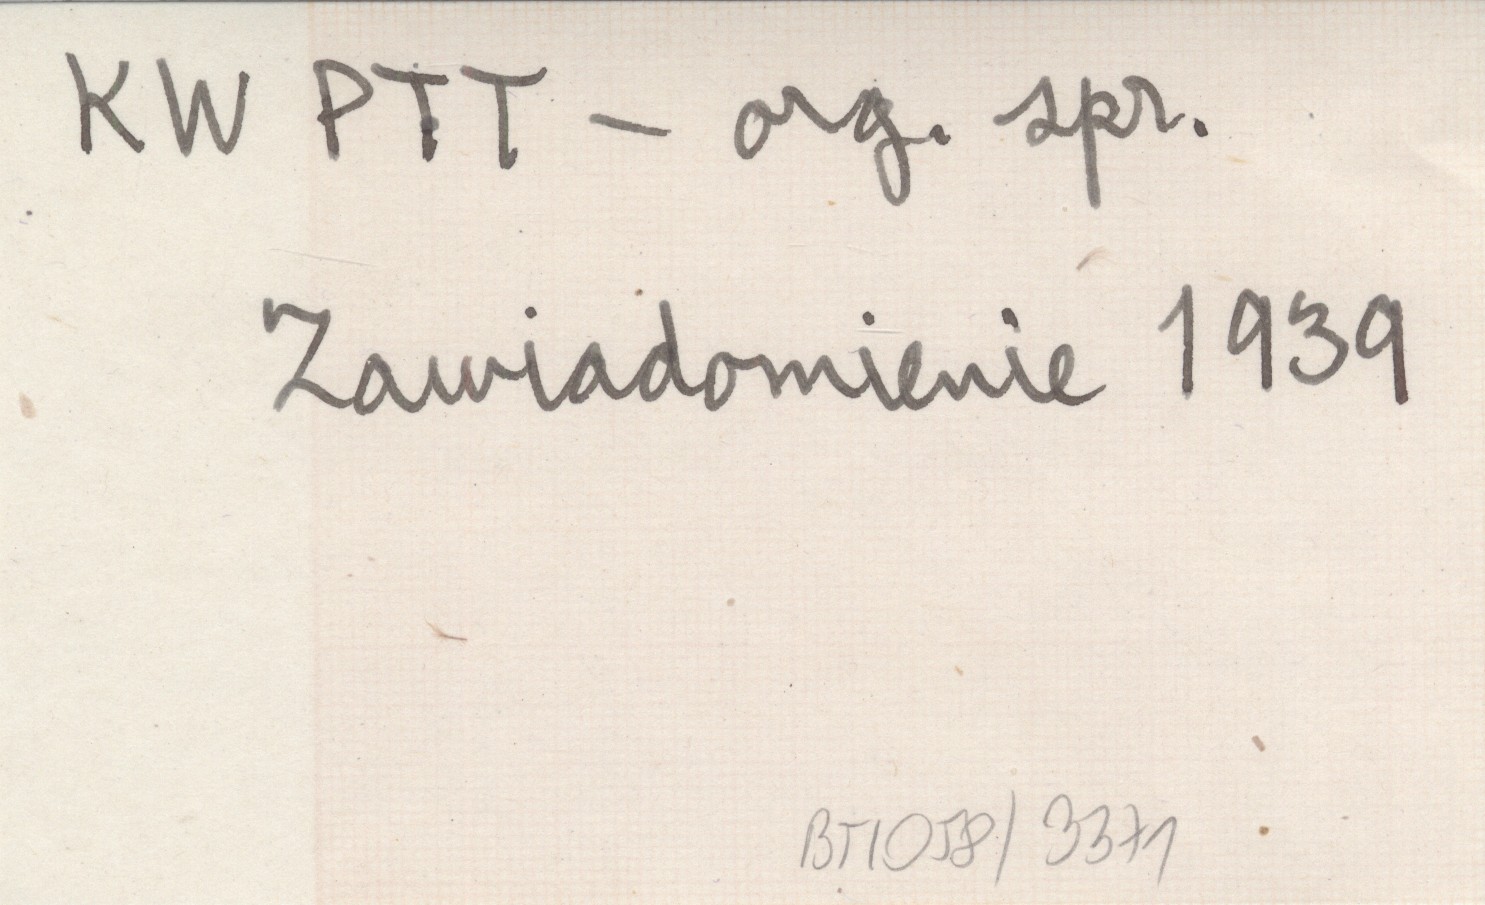 KW PTT – org. spr.
Zawiadomienie 1939
BT1058/3371